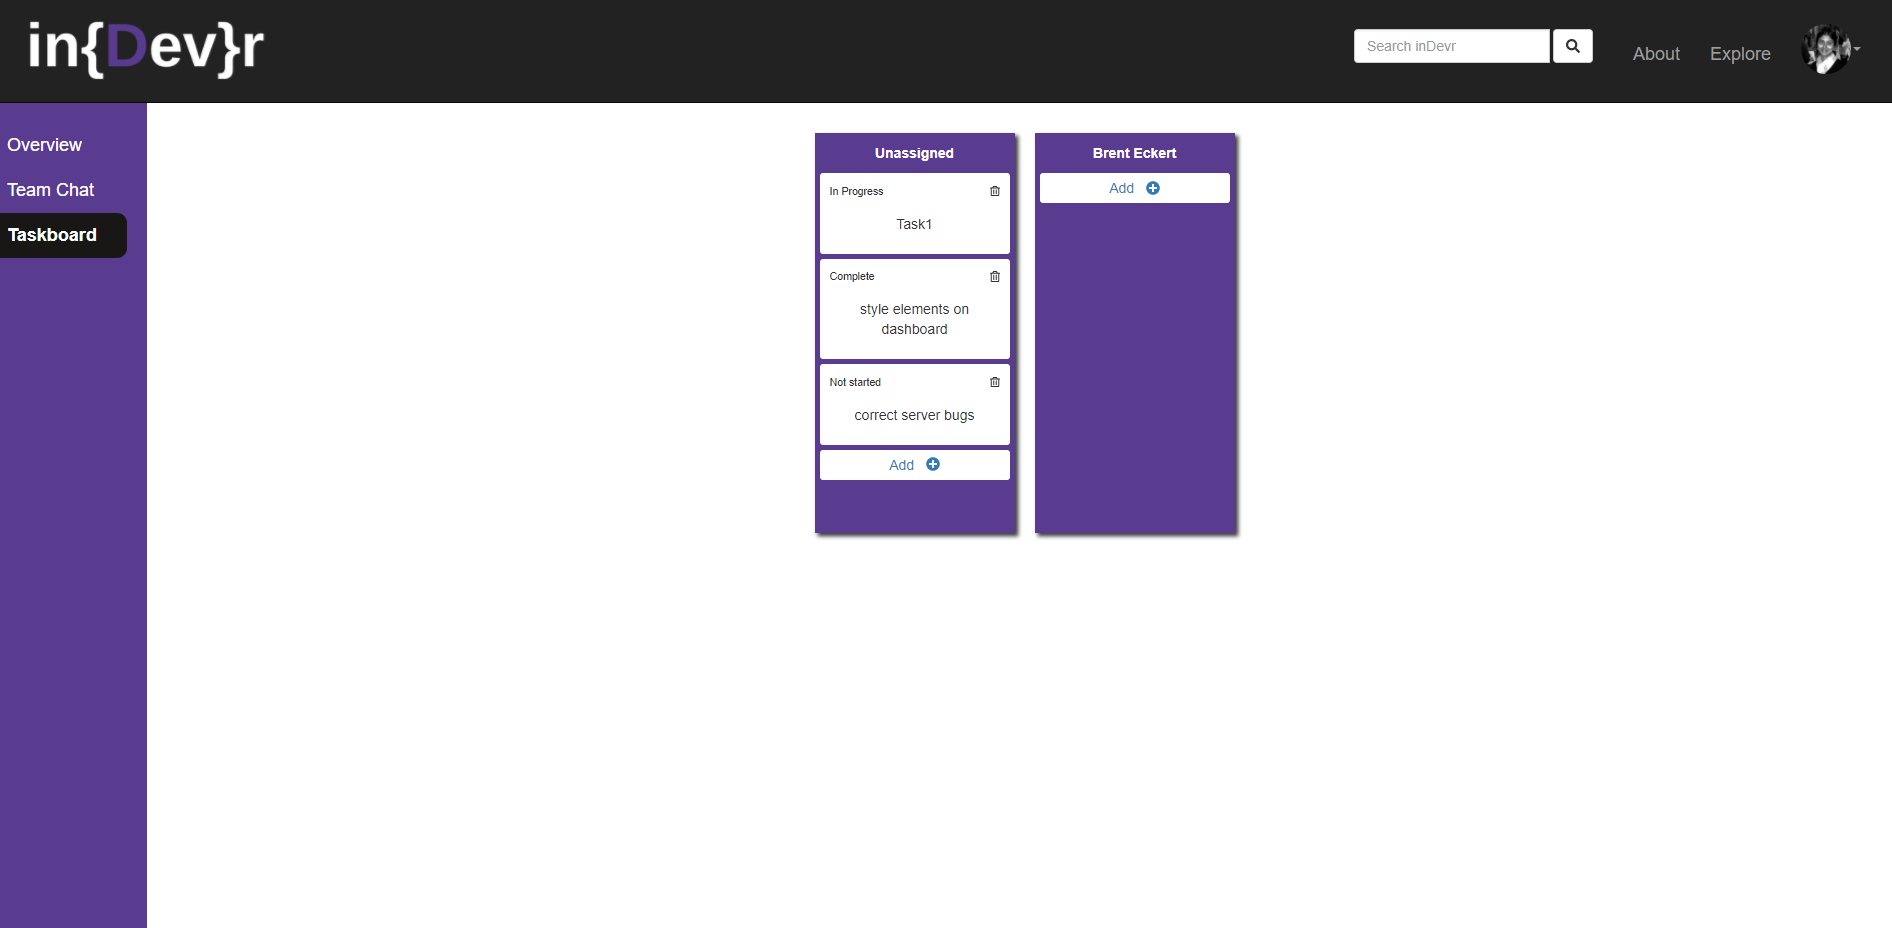 in{Dev}r
Search inDevr
About
Explore
Overview
Team Chat
Taskboard
Unassigned
In Progress
Task1
Complete
style elements on
dashboard
Not started
correct server bugs
Add
Brent Eckert
Add